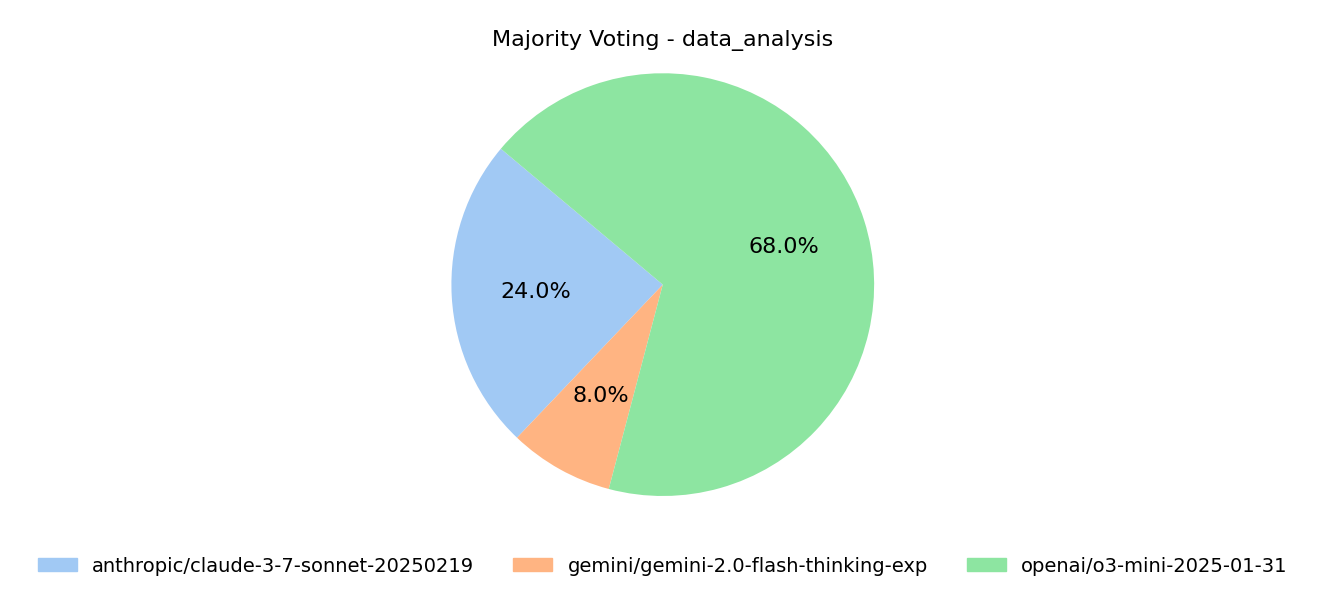 Majority Voting - data_analysis
68.0%
24.0%
8.0%
anthropic/claude-3-7-sonnet-20250219
gemini/gemini-2.0-flash-thinking-exp
openai/o3-mini-2025-01-31